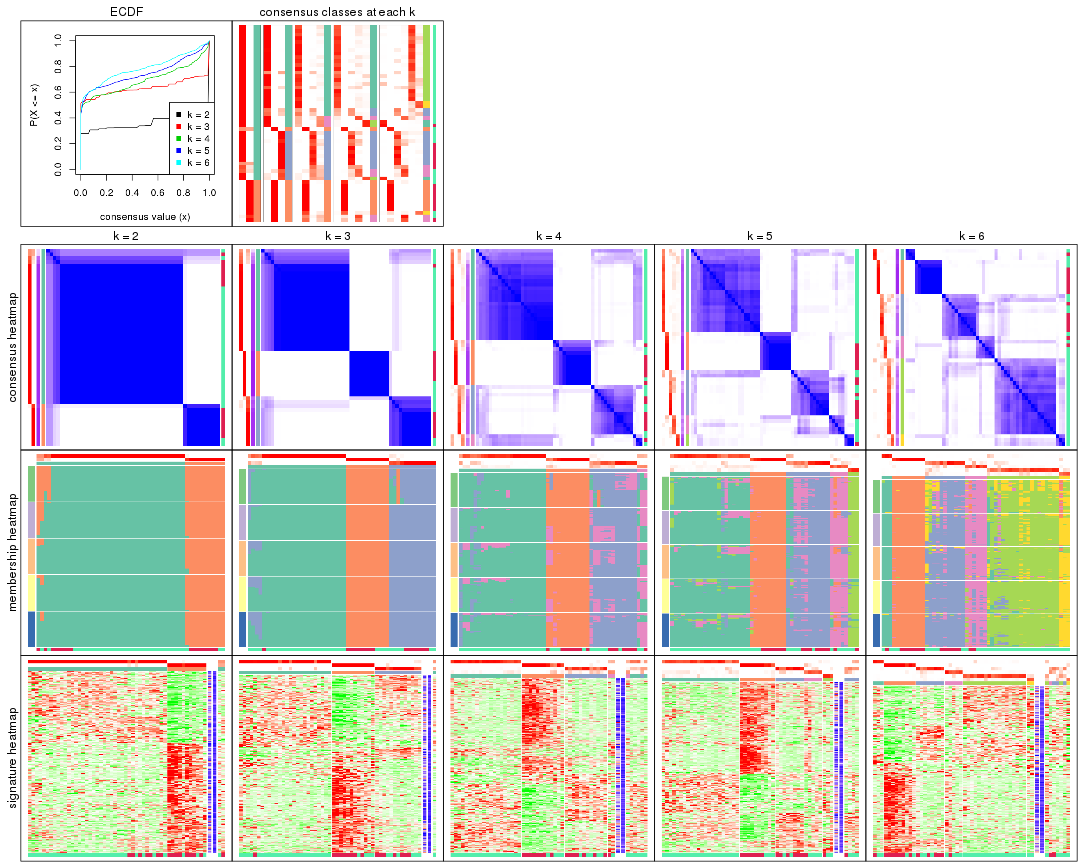 ECDF
consensus classes at each k
P(X <= x)
0.0 0.2 0.4 0.6 0.8 1.0
k = 2
k = 3
k = 4
k = 5
k = 6
0.0 0.2 0.4 0.6 0.8 1.0
consensus value (x)
k = 2
k = 3
k = 4
k = 5
k = 6
consensus heatmap
membership heatmap
signature heatmap